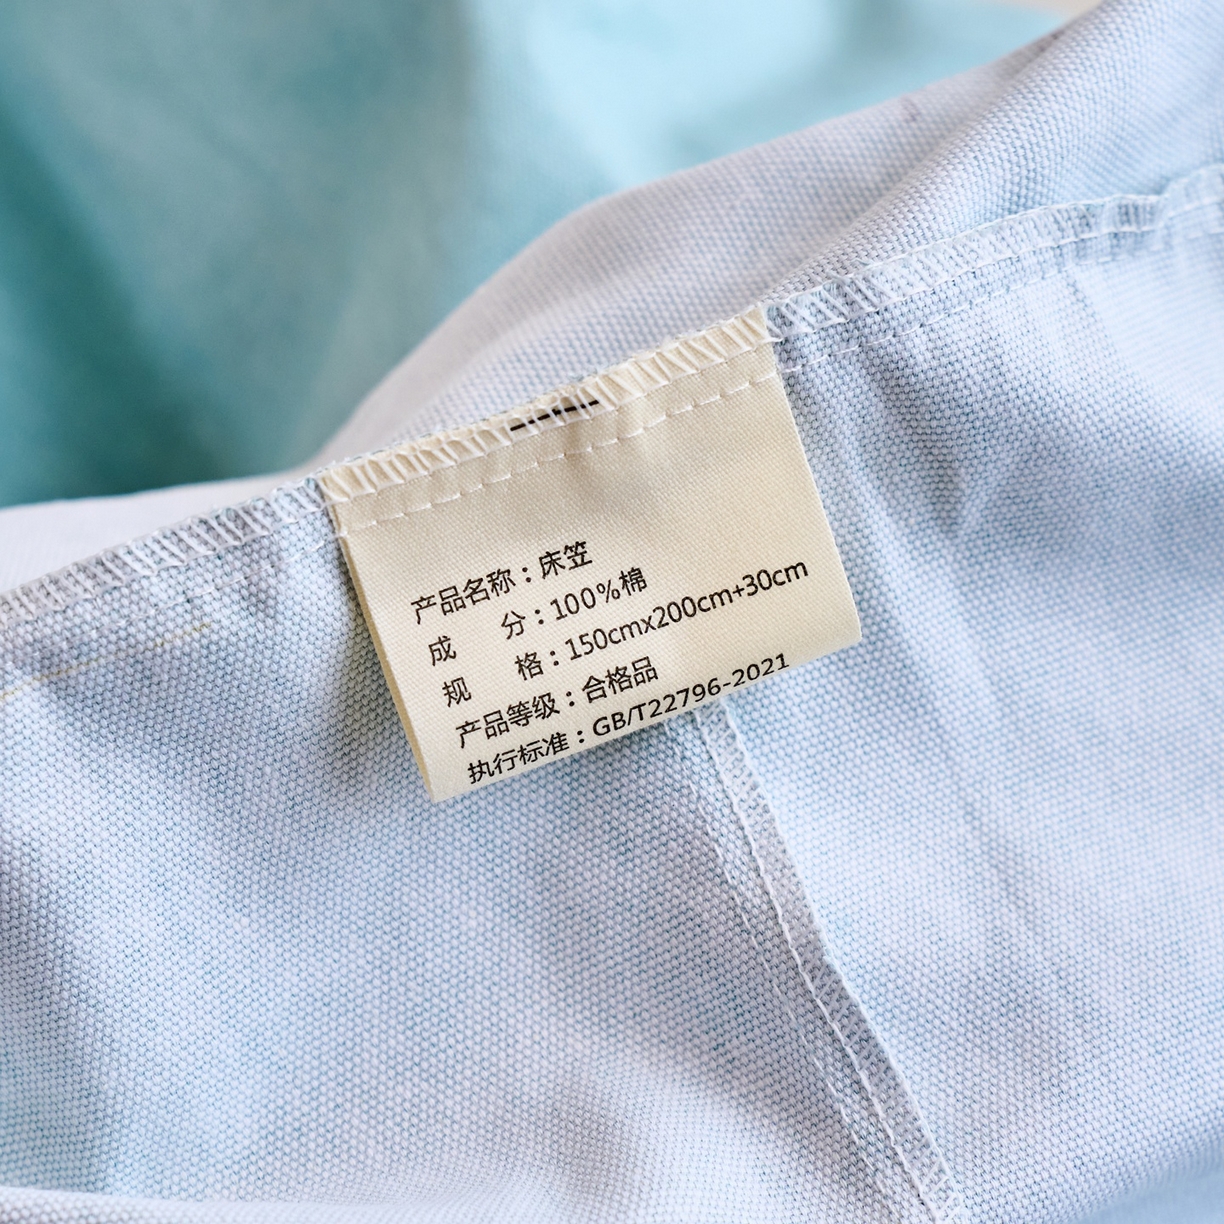 产品名称：床笠
成　　分：100%棉
规　　格：150cmx200cm+30cm
产品等级：合格品
执行标准：GB/T22796-2021